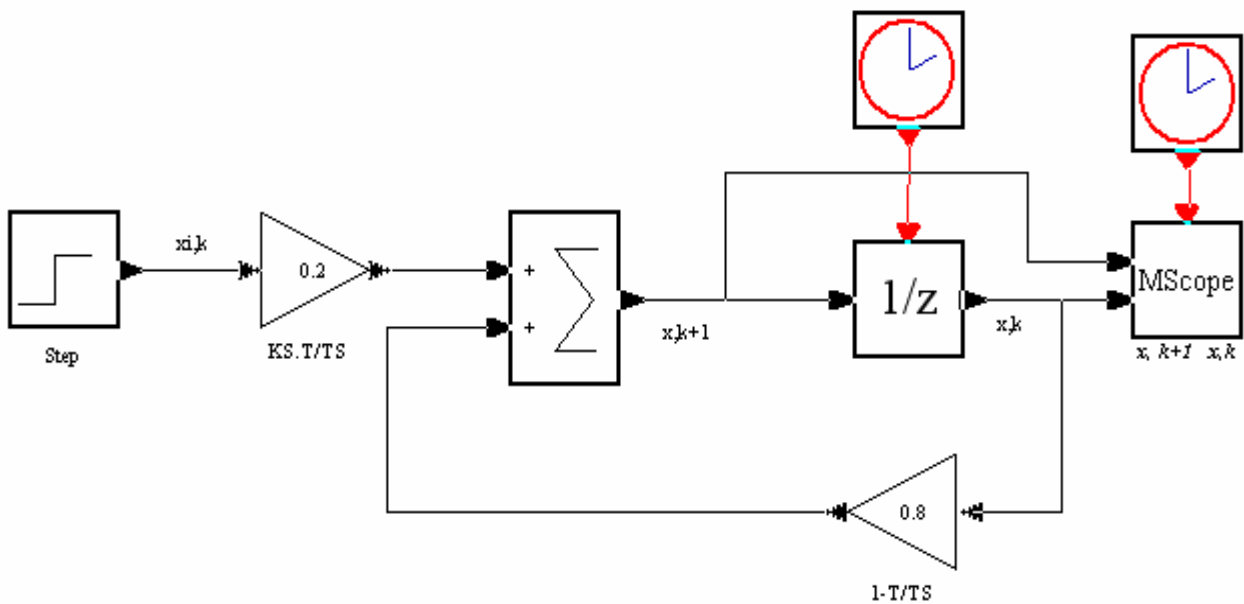 xi,k
0.2
+
+
Step
KS.T/TS
x,k+1
1/z
x,k
MScope
x, k+1 x,k
0.8
1-T/TS